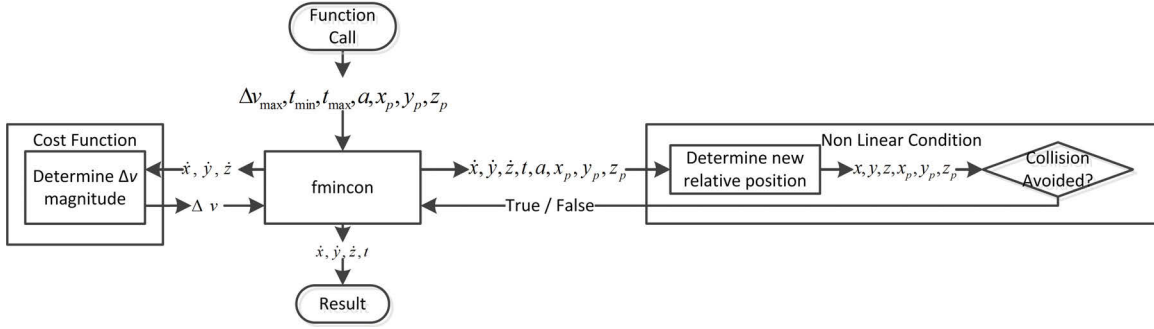 Function
Call
Δv_max, t_min, t_max, a, x_p, y_p, z_p
Cost Function
Determine Δv
magnitude
ẋ, ẏ, ż
Δ v
fmincon
ẋ, ẏ, ż, t, a, x_p, y_p, z_p
True / False
Non Linear Condition
Determine new
relative position
x, y, z, x_p, y_p, z_p
Collision
Avoided?
ẋ, ẏ, ż, t
Result